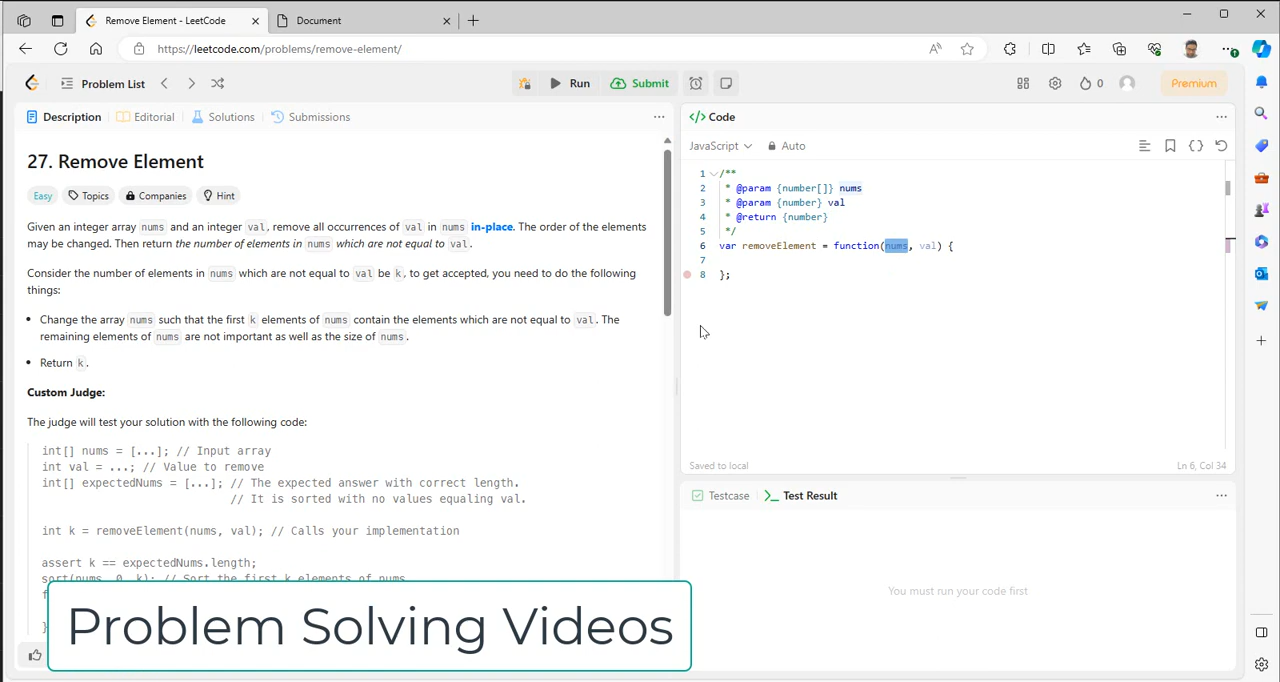 Remove Element - LeetCode
Document
https://leetcode.com/problems/remove-element/
Problem List
Run
Submit
0
Premium
Description
Editorial
Solutions
Submissions
27. Remove Element
Easy
Topics
Companies
Hint
Given an integer array nums and an integer val, remove all occurrences of val in nums in-place. The order of the elements
may be changed. Then return the number of elements in nums which are not equal to val.
Consider the number of elements in nums which are not equal to val be k, to get accepted, you need to do the following
things:
• Change the array nums such that the first k elements of nums contain the elements which are not equal to val. The
remaining elements of nums are not important as well as the size of nums.
• Return k.
Custom Judge:
The judge will test your solution with the following code:
int[] nums = [...]; // Input array
int val = ...; // Value to remove
int[] expectedNums = [...]; // The expected answer with correct length.
// It is sorted with no values equaling val.
int k = removeElement(nums, val); // Calls your implementation
assert k == expectedNums.length;
sort(nums, 0, k); // Sort the first k elements of nums
Problem Solving Videos
</> Code
JavaScript
Auto
1 /**
2 * @param {number[]} nums
3 * @param {number} val
4 * @return {number}
5 */
6 var removeElement = function(nums, val) {
7
8 };
Saved to local
Ln 6, Col 34
Testcase
Test Result
You must run your code first